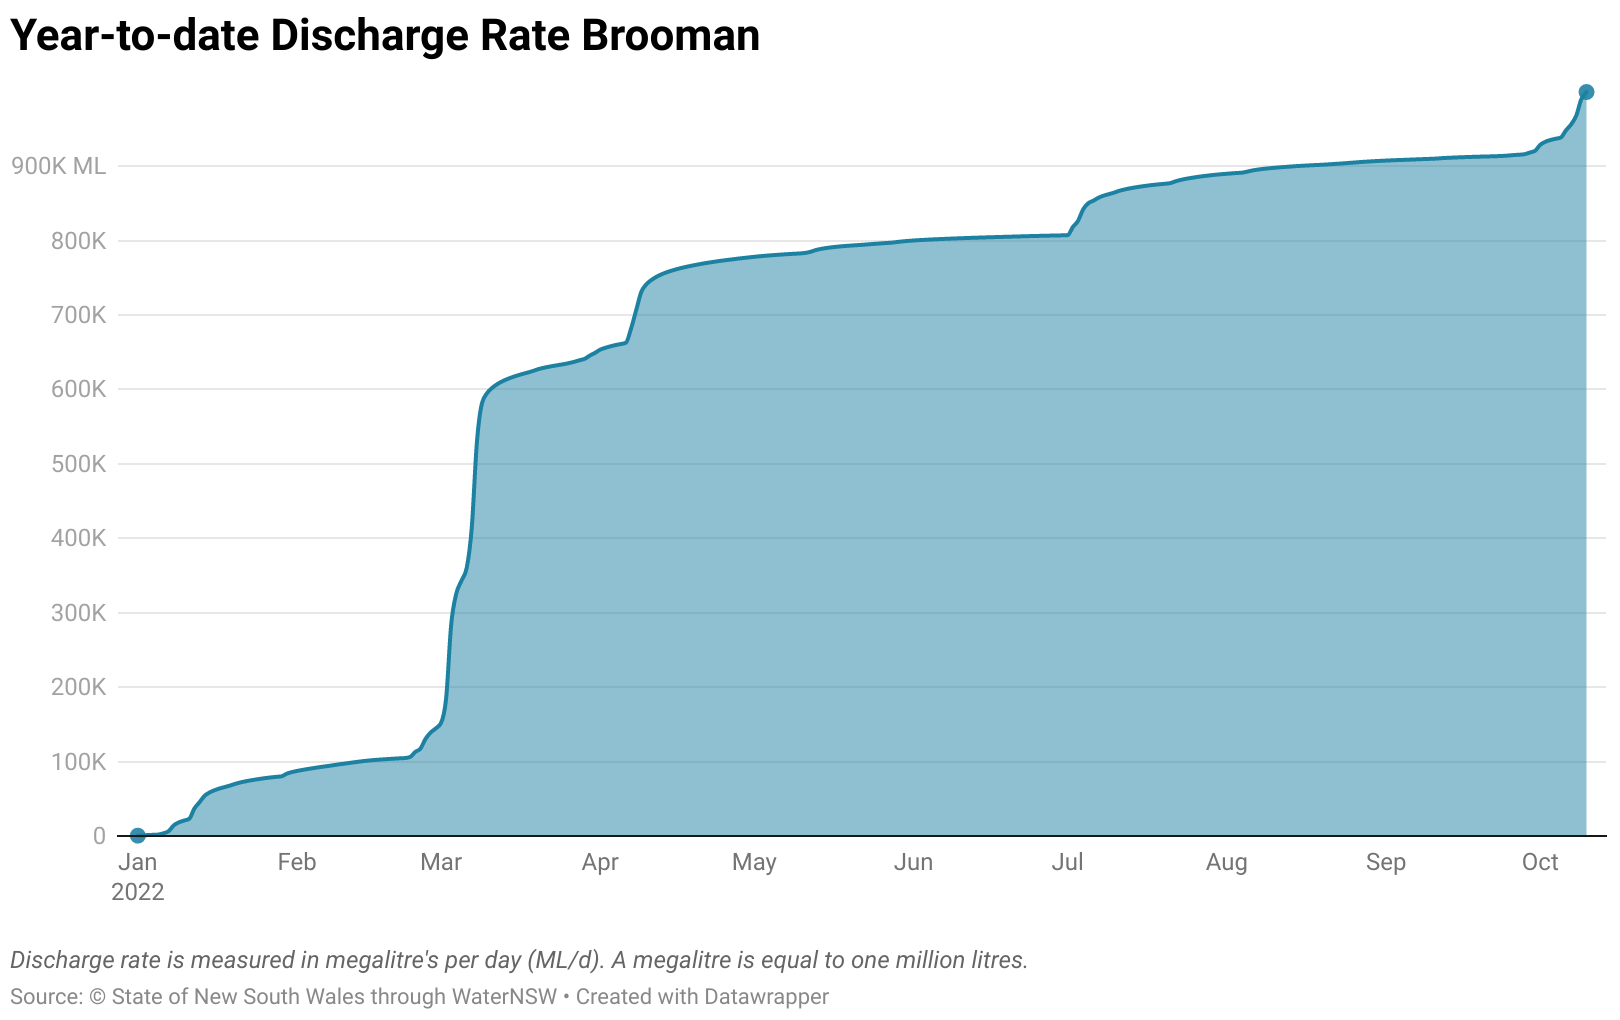 Year-to-date Discharge Rate Brooman
900K ML
800K
700K
600K
500K
400K
300K
200K
100K
0
Jan Feb Mar Apr May Jun Jul Aug Sep Oct
2022
Discharge rate is measured in megalitre's per day (ML/d). A megalitre is equal to one million litres.
Source: © State of New South Wales through WaterNSW • Created with Datawrapper